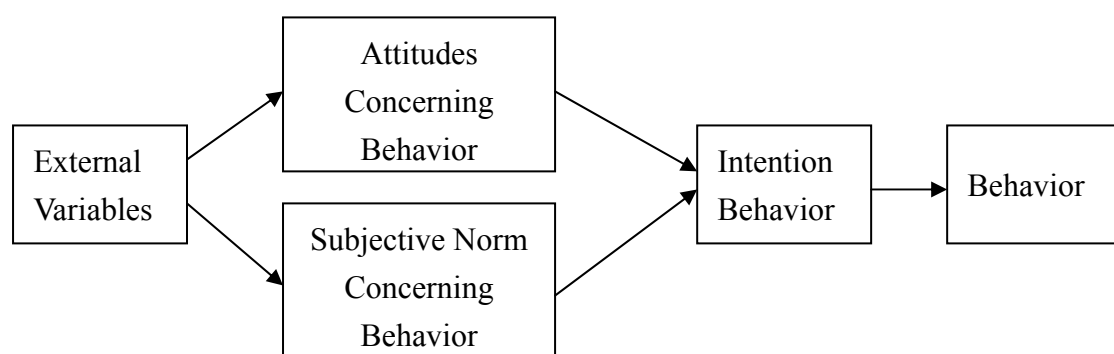 External
Variables
Attitudes
Concerning
Behavior
Subjective Norm
Concerning
Behavior
Intention
Behavior
Behavior